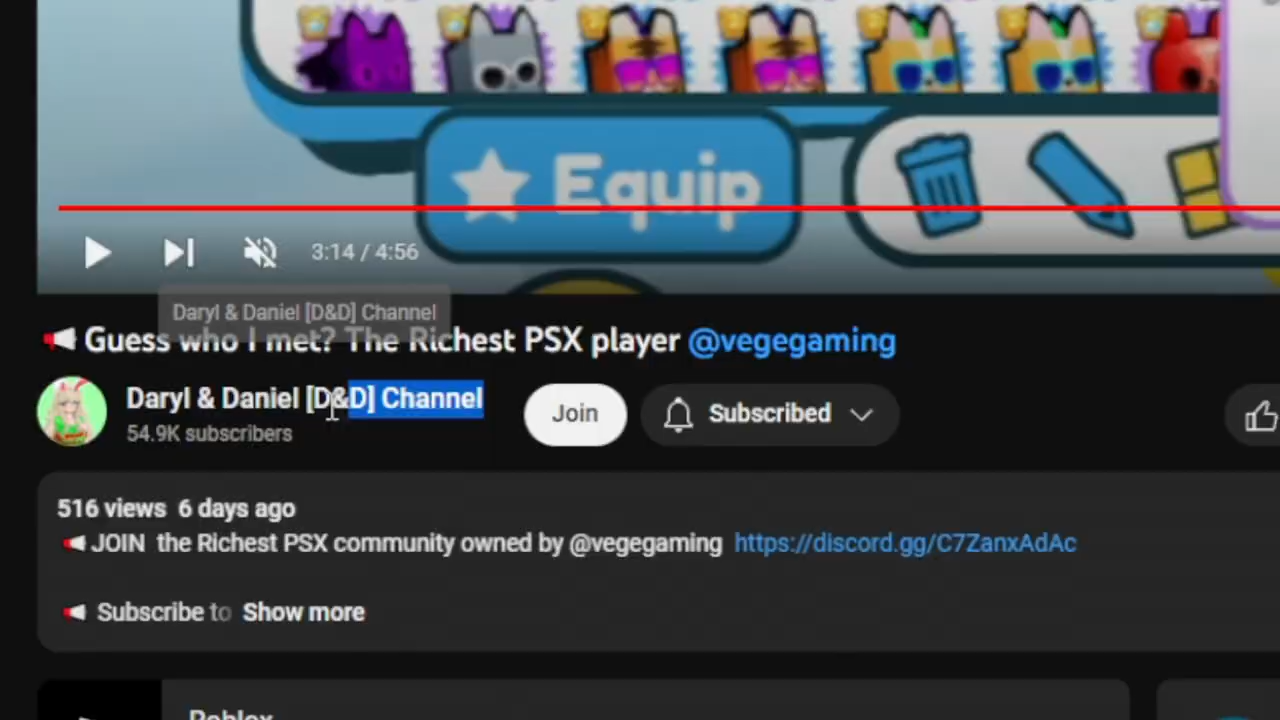 Equip
3:14 / 4:56
Daryl & Daniel [D&D] Channel
Guess who I met? The Richest PSX player @vegegaming
Daryl & Daniel [D&D] Channel
Join
Subscribed
54.9K subscribers
516 views 6 days ago
JOIN the Richest PSX community owned by @vegegaming https://discord.gg/C7ZanxAdAc
Subscribe to Show more
Roblox